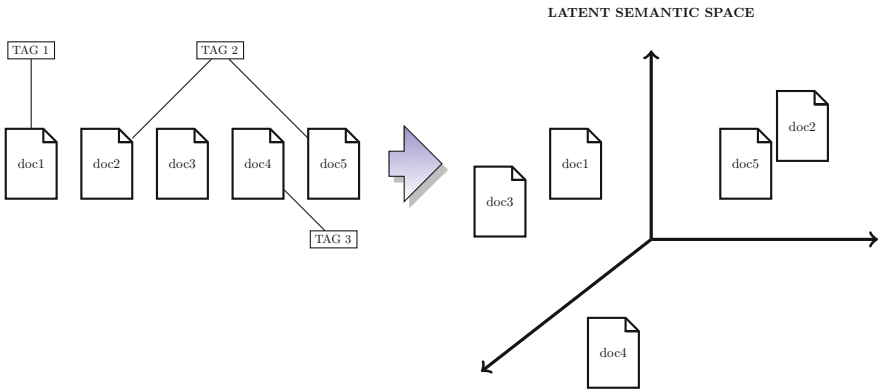 LATENT SEMANTIC SPACE
TAG 1
TAG 2
doc1
doc2
doc3
doc4
doc5
TAG 3
doc3
doc1
doc5
doc2
doc4